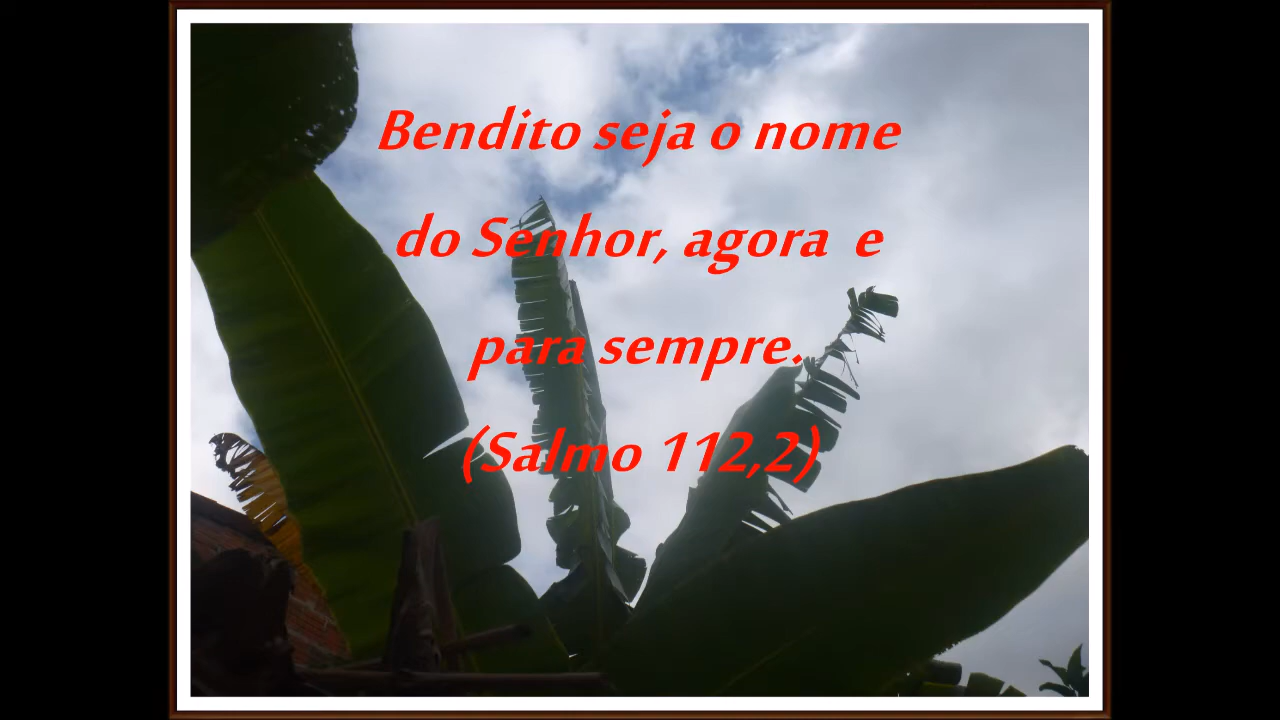 Bendito seja o nome
do Senhor, agora  e
para sempre.
(Salmo 112,2)